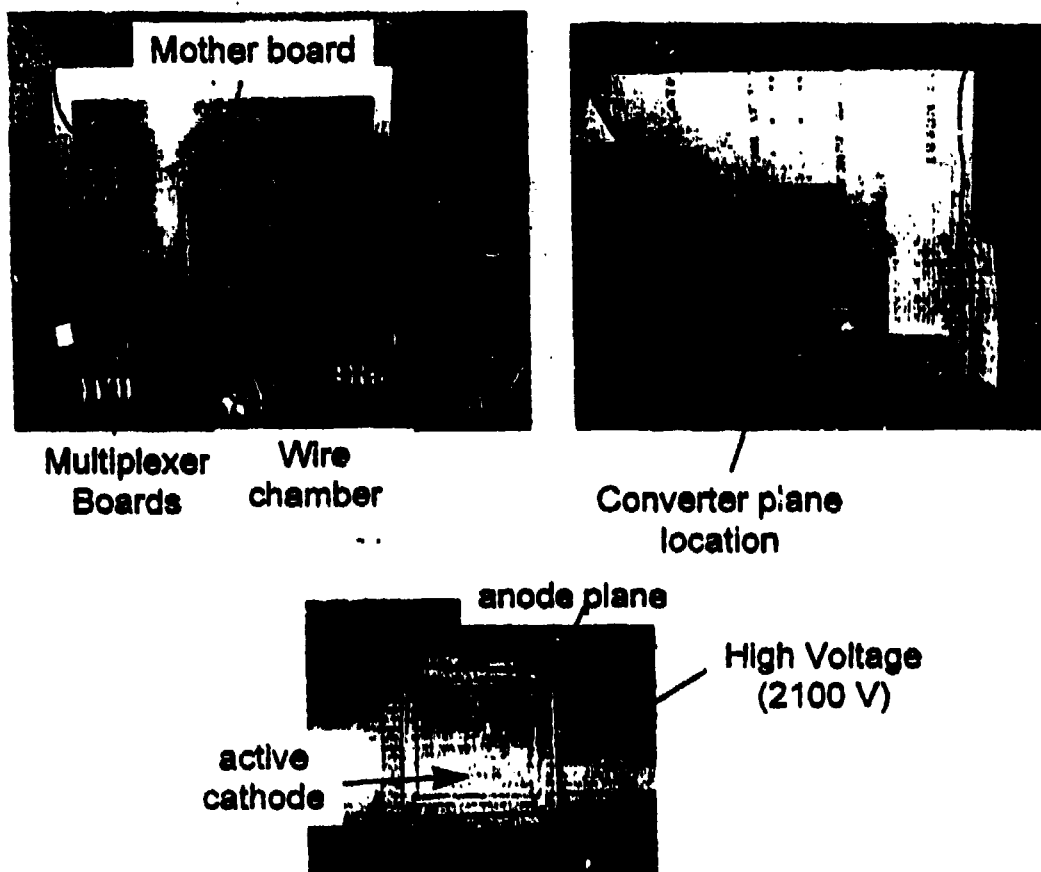 Mother board
Multiplexer
Boards
Wire
chamber
Converter plane
location
anode plane
High Voltage
(2100 V)
active
cathode